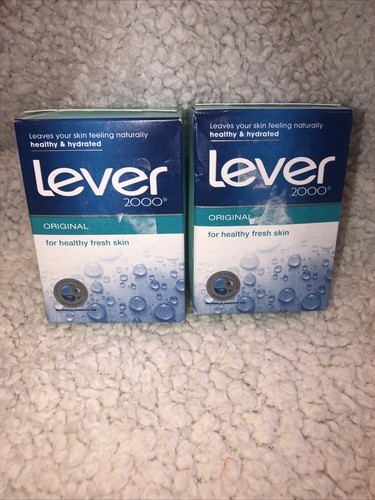 Leaves your skin feeling naturally
healthy & hydrated
Lever
2000®
ORIGINAL
for healthy fresh skin
Leaves your skin feeling naturally
healthy & hydrated
Lever
2000®
ORIGINAL
for healthy fresh skin